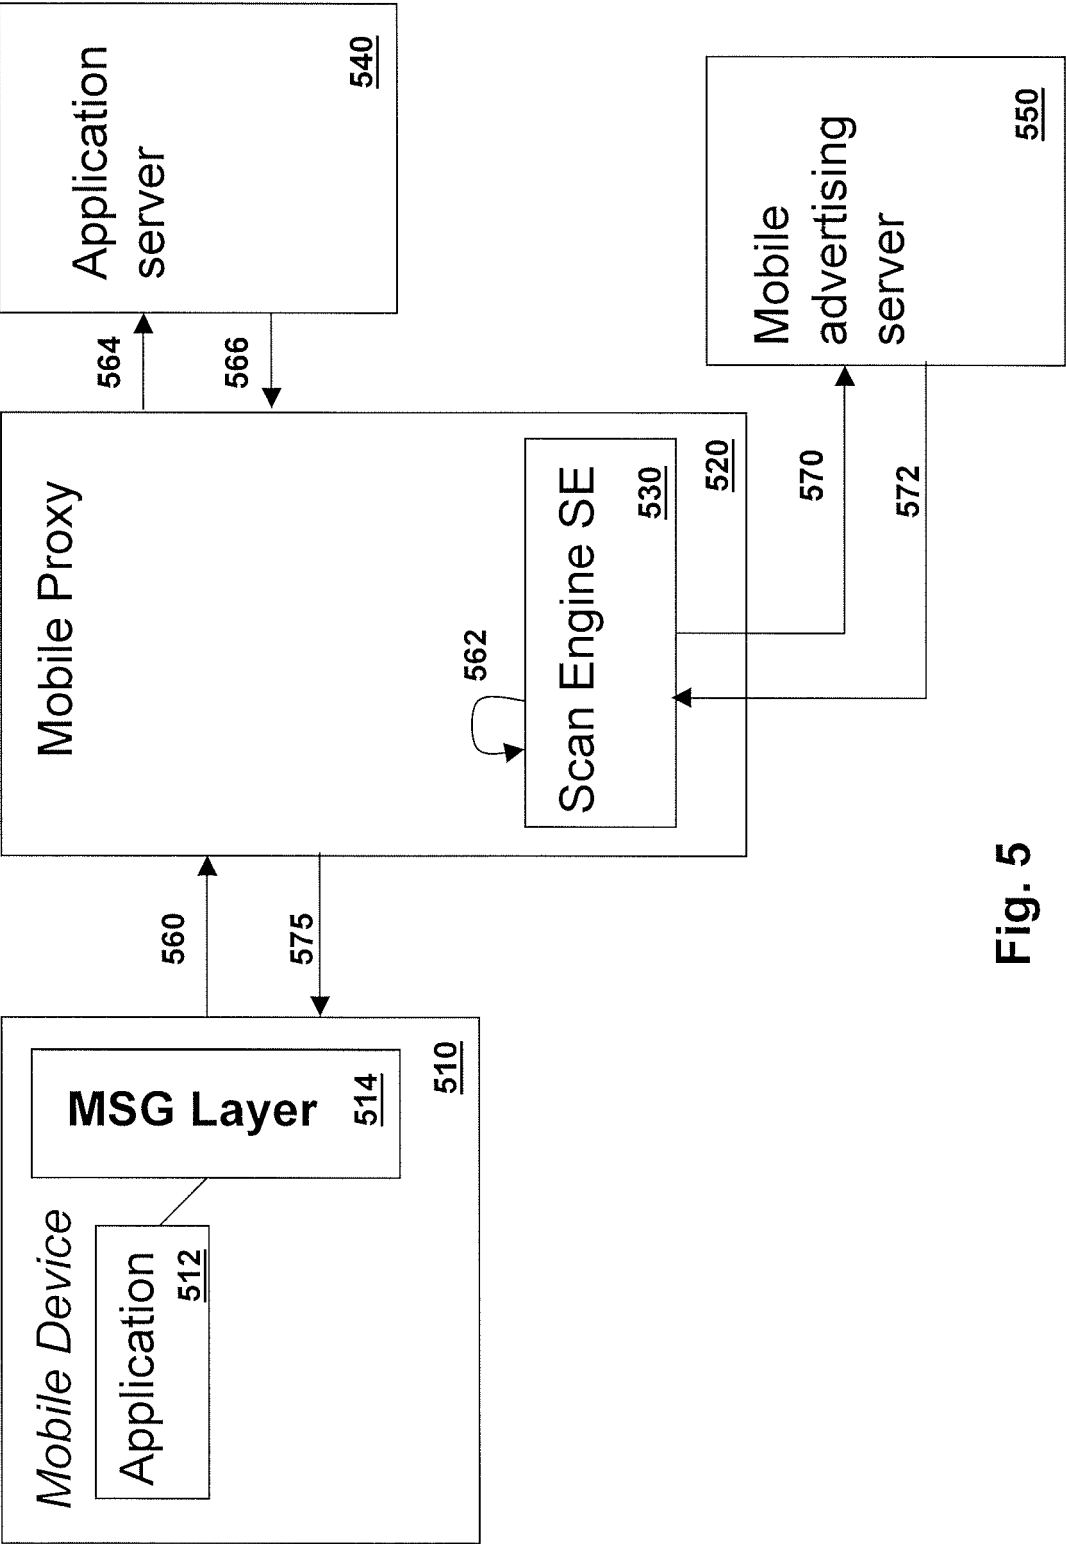 Mobile Device
Application
512
MSG Layer
514
510
560
575
Mobile Proxy
562
Scan Engine SE
530
520
564
566
Application
server
540
570
572
Mobile
advertising
server
550
Fig. 5